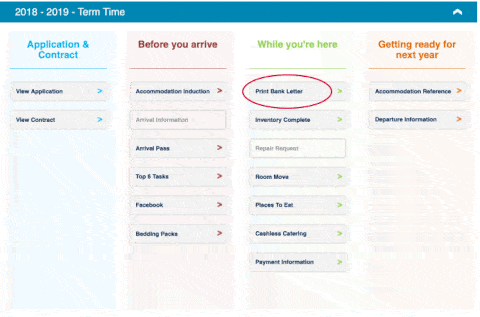 2018 - 2019 - Term Time
Application &
Contract
View Application >
View Contract >
Before you arrive
Accommodation Induction >
Arrival Information
Arrival Pass >
Top 5 Tasks >
Facebook >
Bedding Packs >
While you're here
Print Bank Letter >
Inventory Complete >
Repair Request
Room Move >
Places To Eat >
Cashless Catering >
Payment Information >
Getting ready for
next year
Accommodation Reference >
Departure Information >